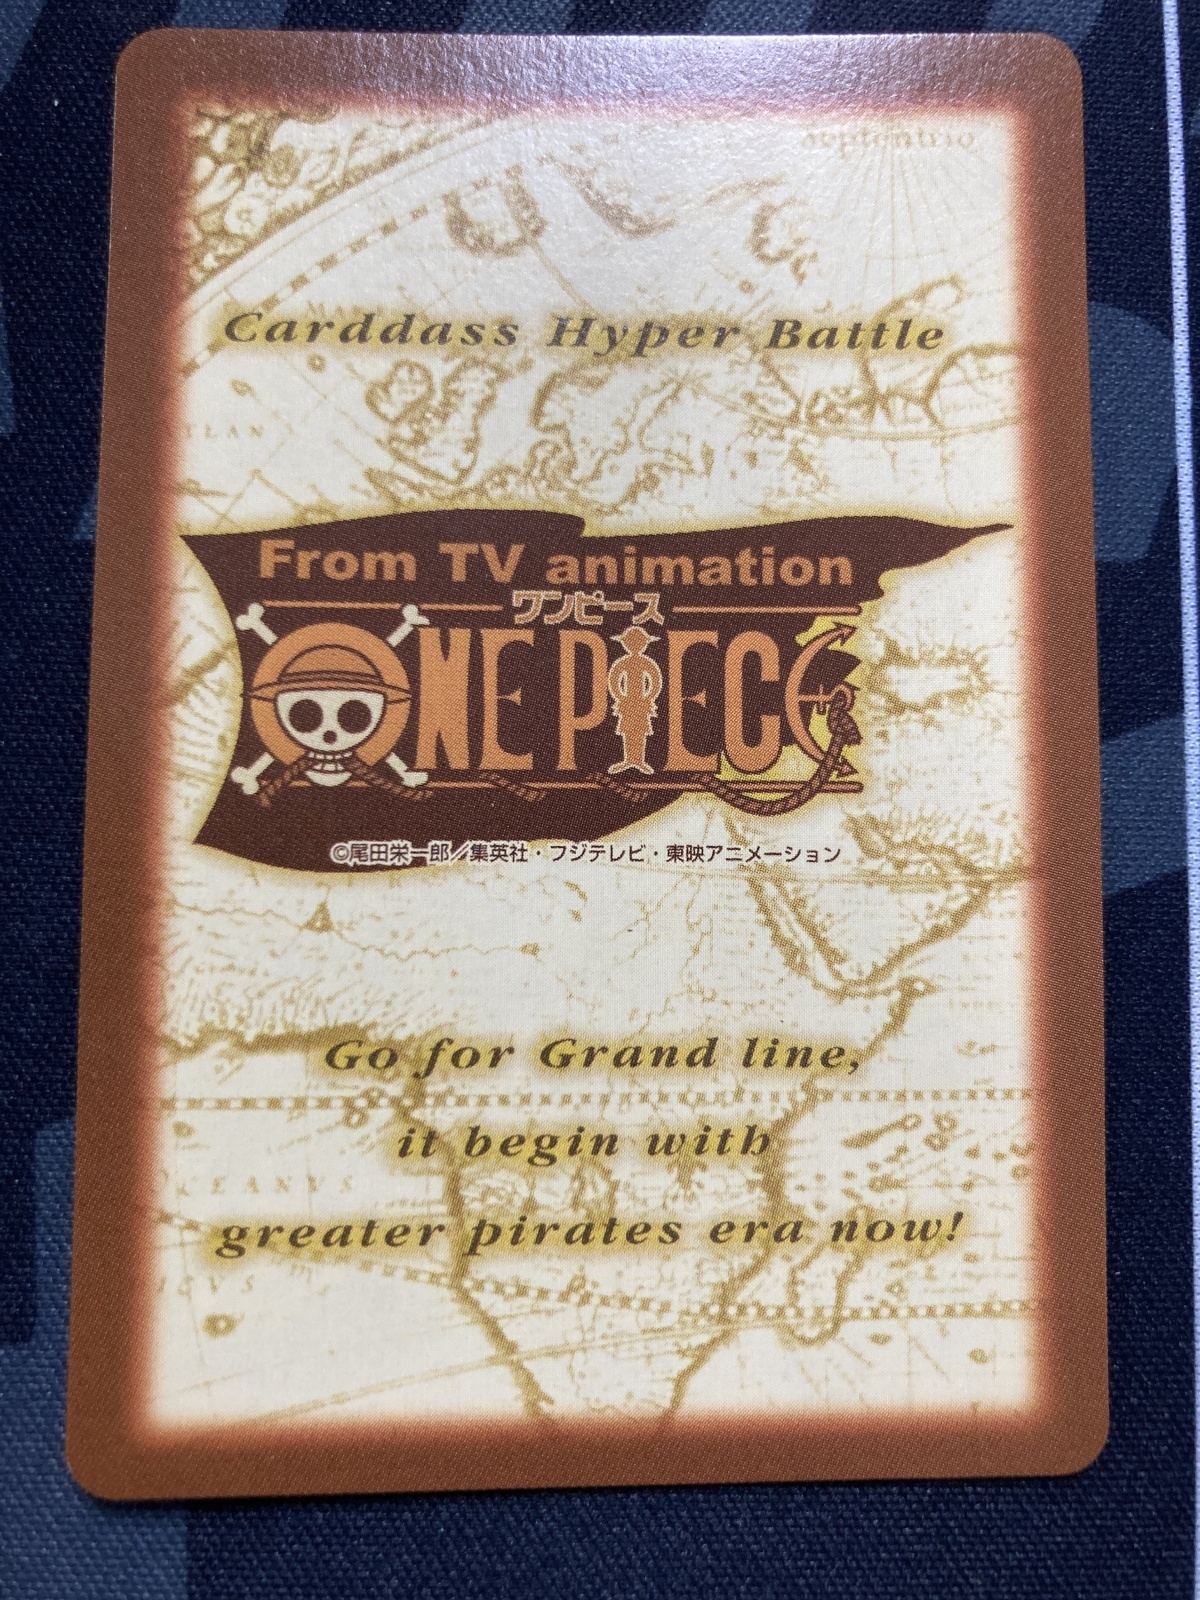 septentrio
Carddass Hyper Battle
From TV animation
ワンピース
ONE PIECE
©尾田栄一郎／集英社・フジテレビ・東映アニメーション
Go for Grand line,
it begin with
greater pirates era now!